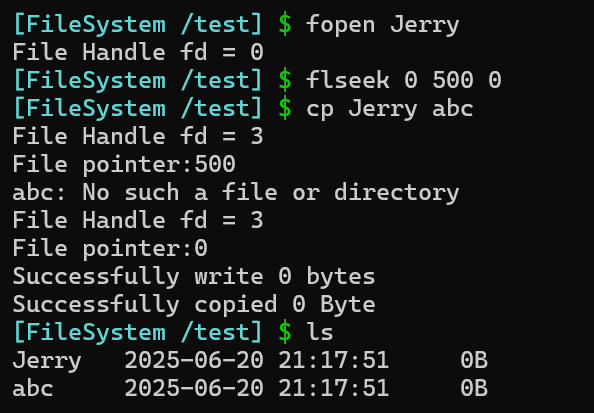 [FileSystem /test] $ fopen Jerry
File Handle fd = 0
[FileSystem /test] $ flseek 0 500 0
[FileSystem /test] $ cp Jerry abc
File Handle fd = 3
File pointer:500
abc: No such a file or directory
File Handle fd = 3
File pointer:0
Successfully write 0 bytes
Successfully copied 0 Byte
[FileSystem /test] $ ls
Jerry   2025-06-20 21:17:51     0B
abc     2025-06-20 21:17:51     0B